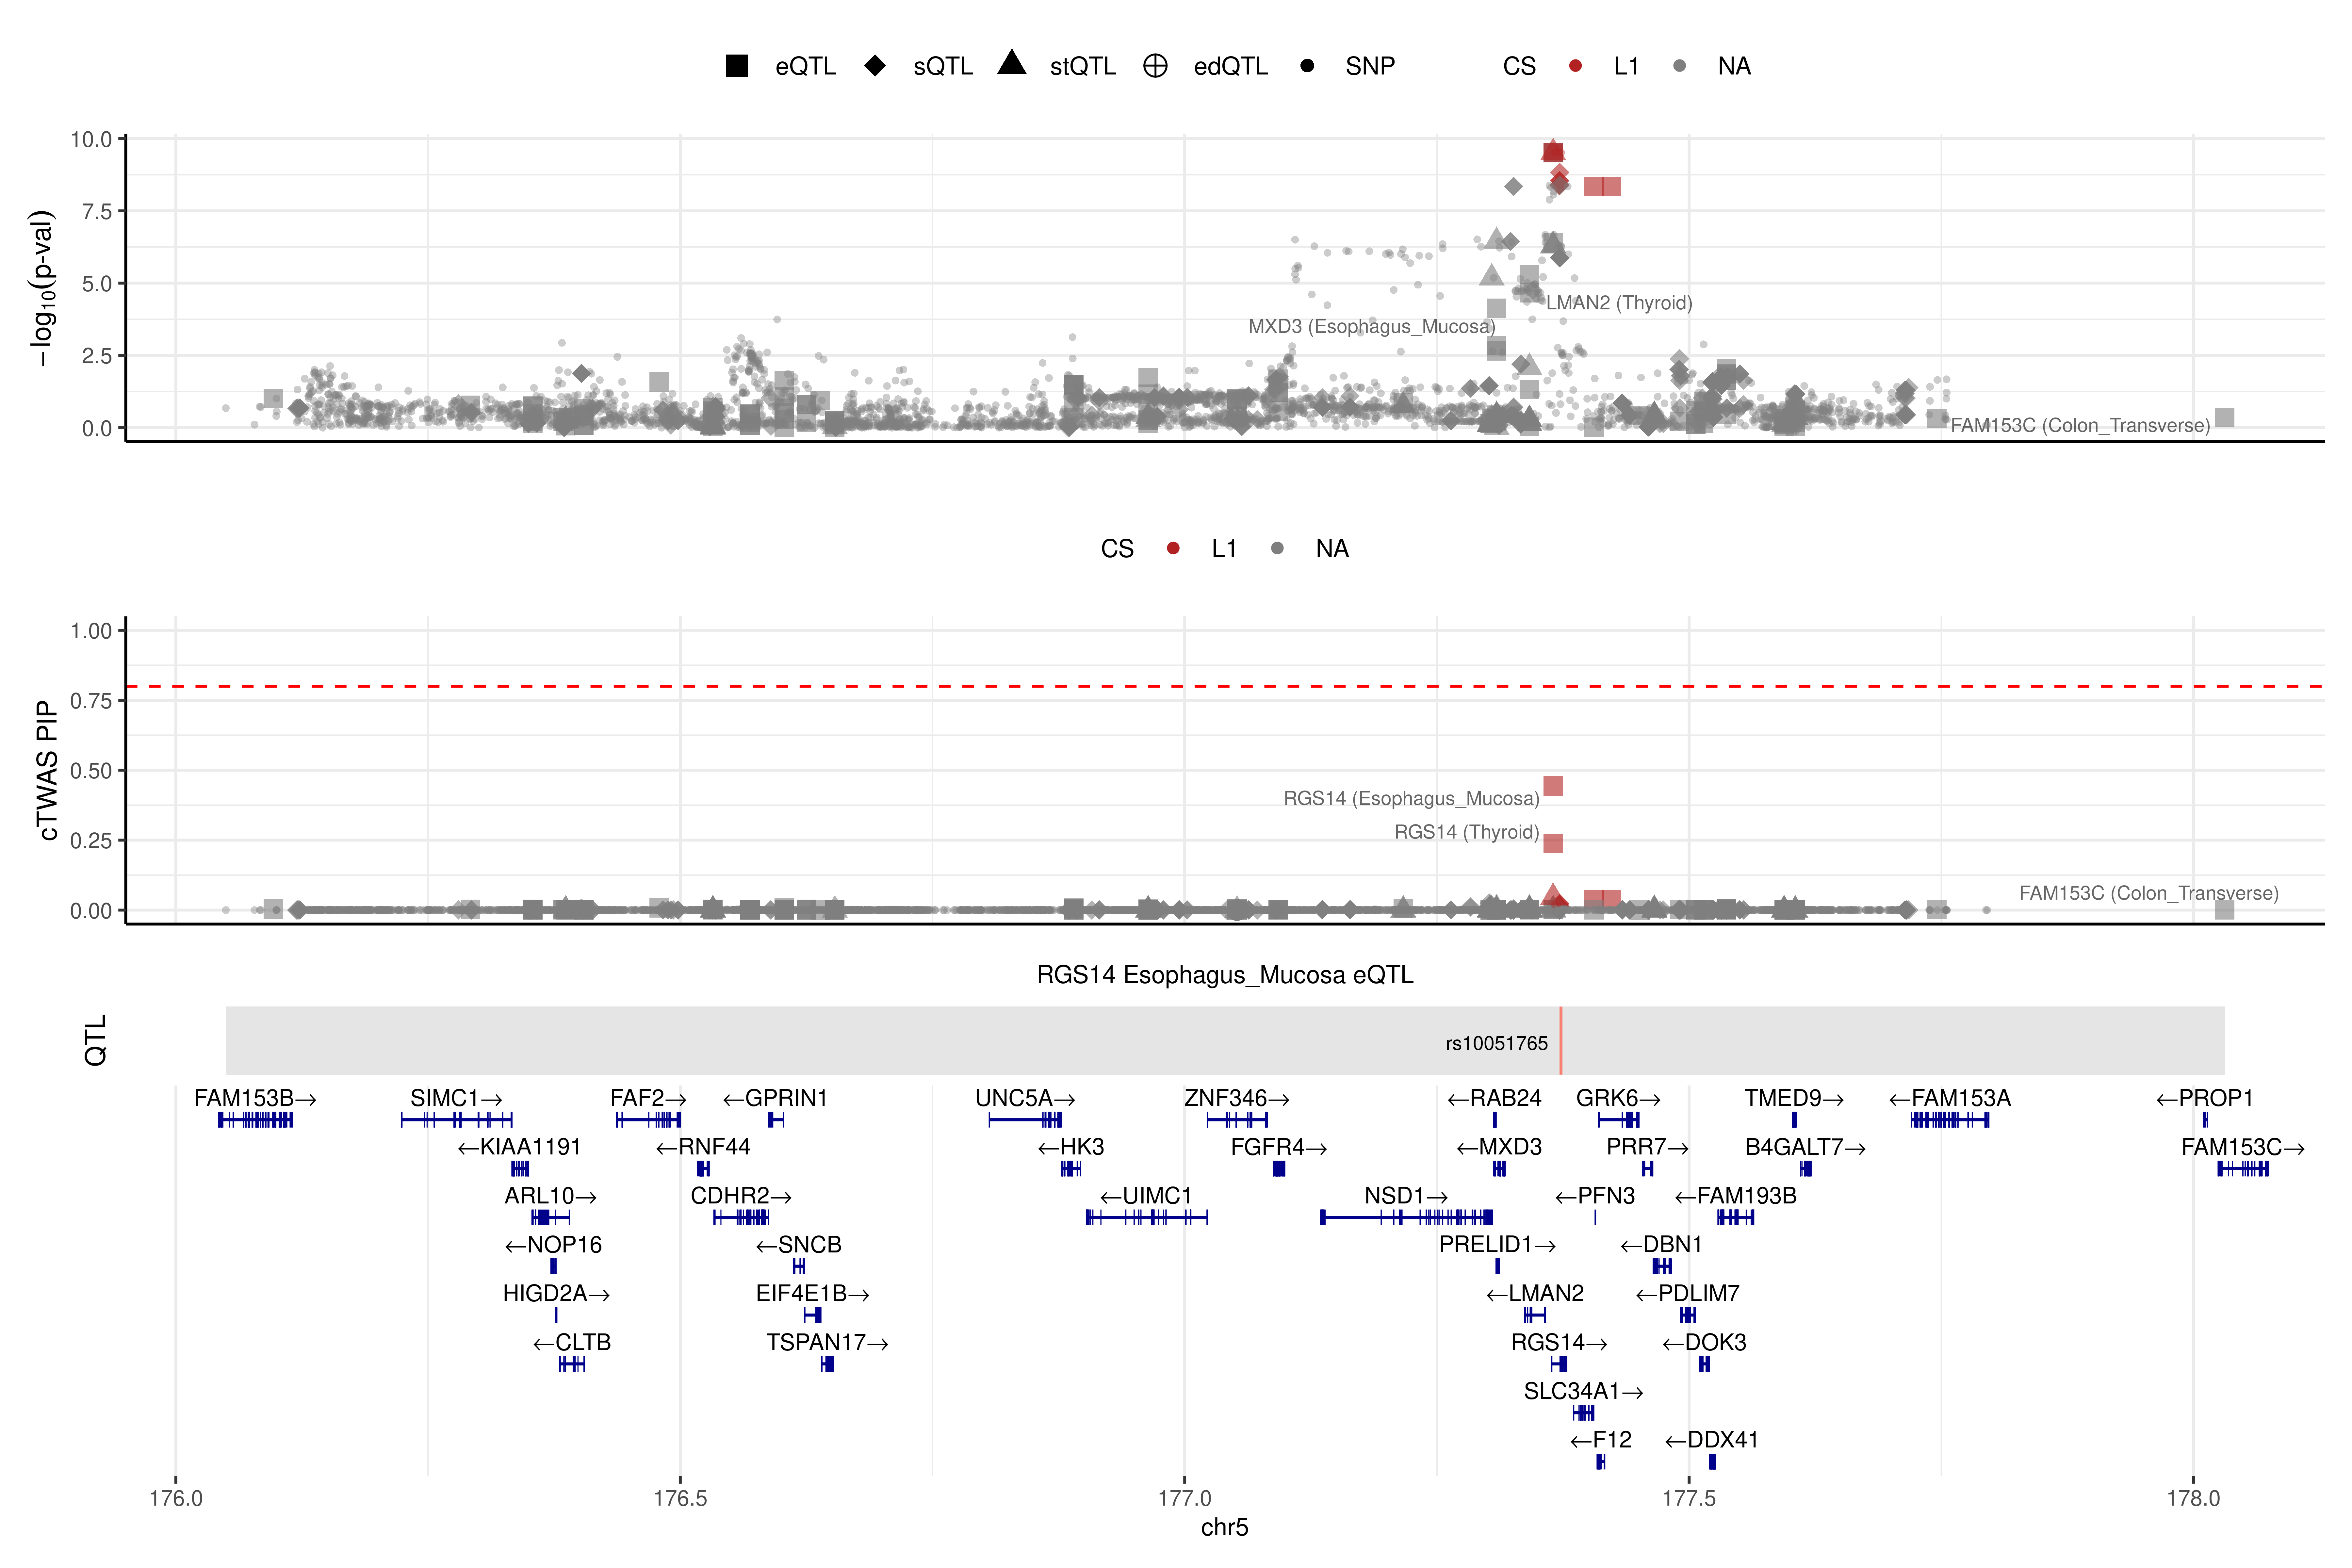 eQTL sQTL stQTL edQTL SNP CS L1 NA
10.0
7.5
5.0
2.5
0.0
−log10(p-val)
LMAN2 (Thyroid)
MXD3 (Esophagus_Mucosa)
FAM153C (Colon_Transverse)
CS L1 NA
1.00
0.75
0.50
0.25
0.00
cTWAS PIP
RGS14 (Esophagus_Mucosa)
RGS14 (Thyroid)
FAM153C (Colon_Transverse)
RGS14 Esophagus_Mucosa eQTL
QTL
rs10051765
FAM153B→ SIMC1→ FAF2→ ←GPRIN1 UNC5A→ ZNF346→ ←RAB24 GRK6→ TMED9→ ←FAM153A ←PROP1
←KIAA1191 ←RNF44 ←HK3 FGFR4→ ←MXD3 PRR7→ B4GALT7→ FAM153C→
ARL10→ CDHR2→ ←UIMC1 NSD1→ ←PFN3 ←FAM193B
←NOP16 ←SNCB PRELID1→ ←DBN1
HIGD2A→ EIF4E1B→ ←LMAN2 ←PDLIM7
←CLTB TSPAN17→ RGS14→ ←DOK3
SLC34A1→
←F12 ←DDX41
176.0 176.5 177.0 177.5 178.0
chr5